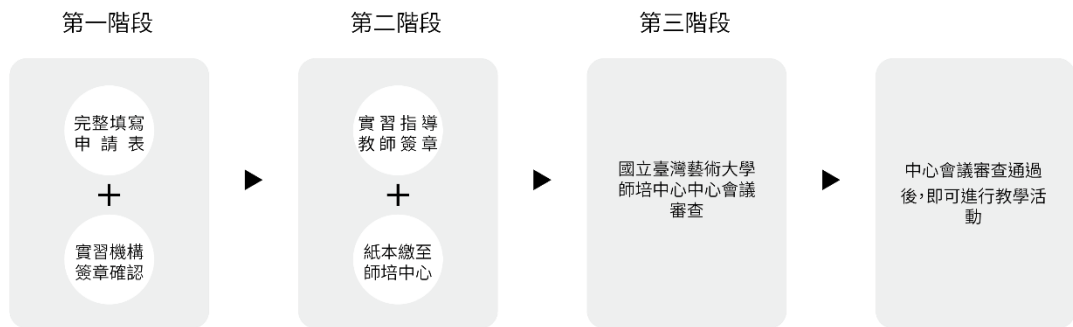 第一階段
完整填寫
申請表
+
實習機構
簽章確認
第二階段
實習指導
教師簽章
+
紙本繳至
師培中心
第三階段
國立臺灣藝術大學
師培中心中心會議
審查
中心會議審查通過
後,即可進行教學活
動